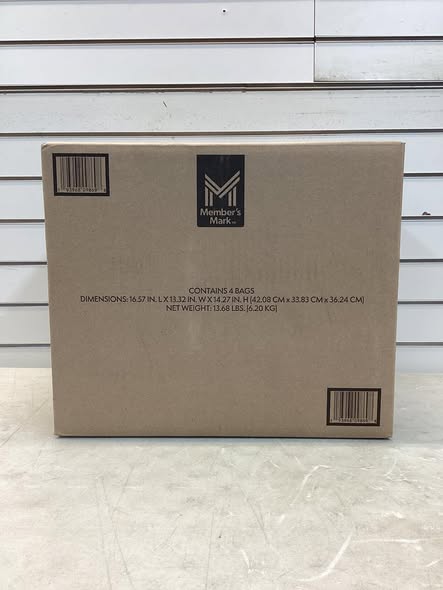 Member's
Mark
CONTAINS 4 BAGS
DIMENSIONS: 16.57 IN. L X 13.32 IN. W X 14.27 IN. H (42.08 CM x 33.83 CM x 36.24 CM)
NET WEIGHT: 13.68 LBS. (6.20 KG)